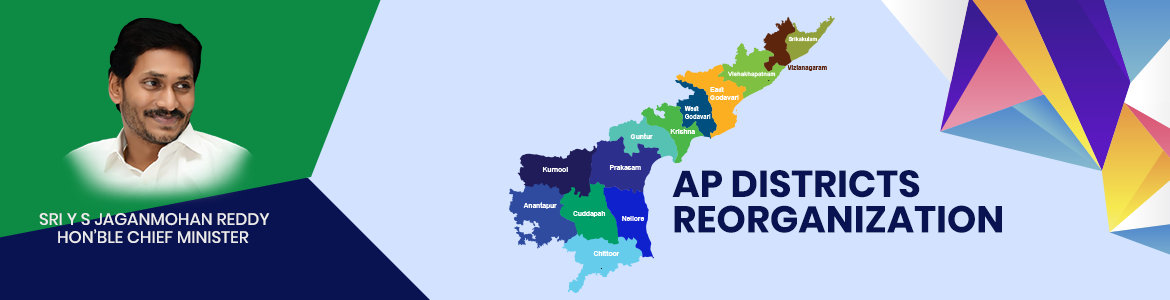 SRI Y S JAGANMOHAN REDDY
HON'BLE CHIEF MINISTER
Srikakulam
Vizianagaram
Vishakhapatnam
East
Godavari
West
Godavari
Krishna
Guntur
Prakasam
Kurnool
Anantapur
Cuddapah
Nellore
Chittoor
AP DISTRICTS
REORGANIZATION